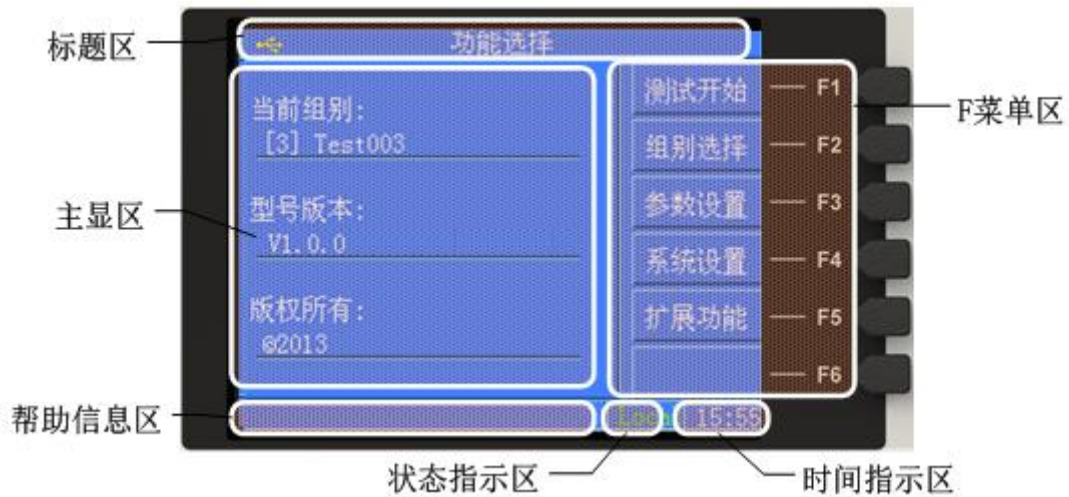 标题区
功能选择
当前组别:
[3] Test003
主显区
型号版本:
V1.0.0
版权所有:
©2013
测试开始 F1
组别选择 F2
参数设置 F3
系统设置 F4
扩展功能 F5
F6
F菜单区
帮助信息区
Local 15:55
状态指示区
时间指示区